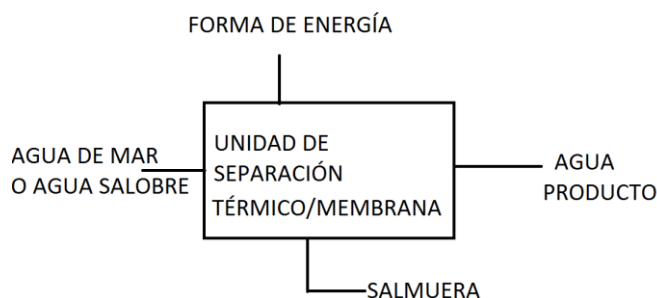 FORMA DE ENERGÍA
AGUA DE MAR
O AGUA SALOBRE
UNIDAD DE
SEPARACIÓN
TÉRMICO/MEMBRANA
AGUA
PRODUCTO
SALMUERA